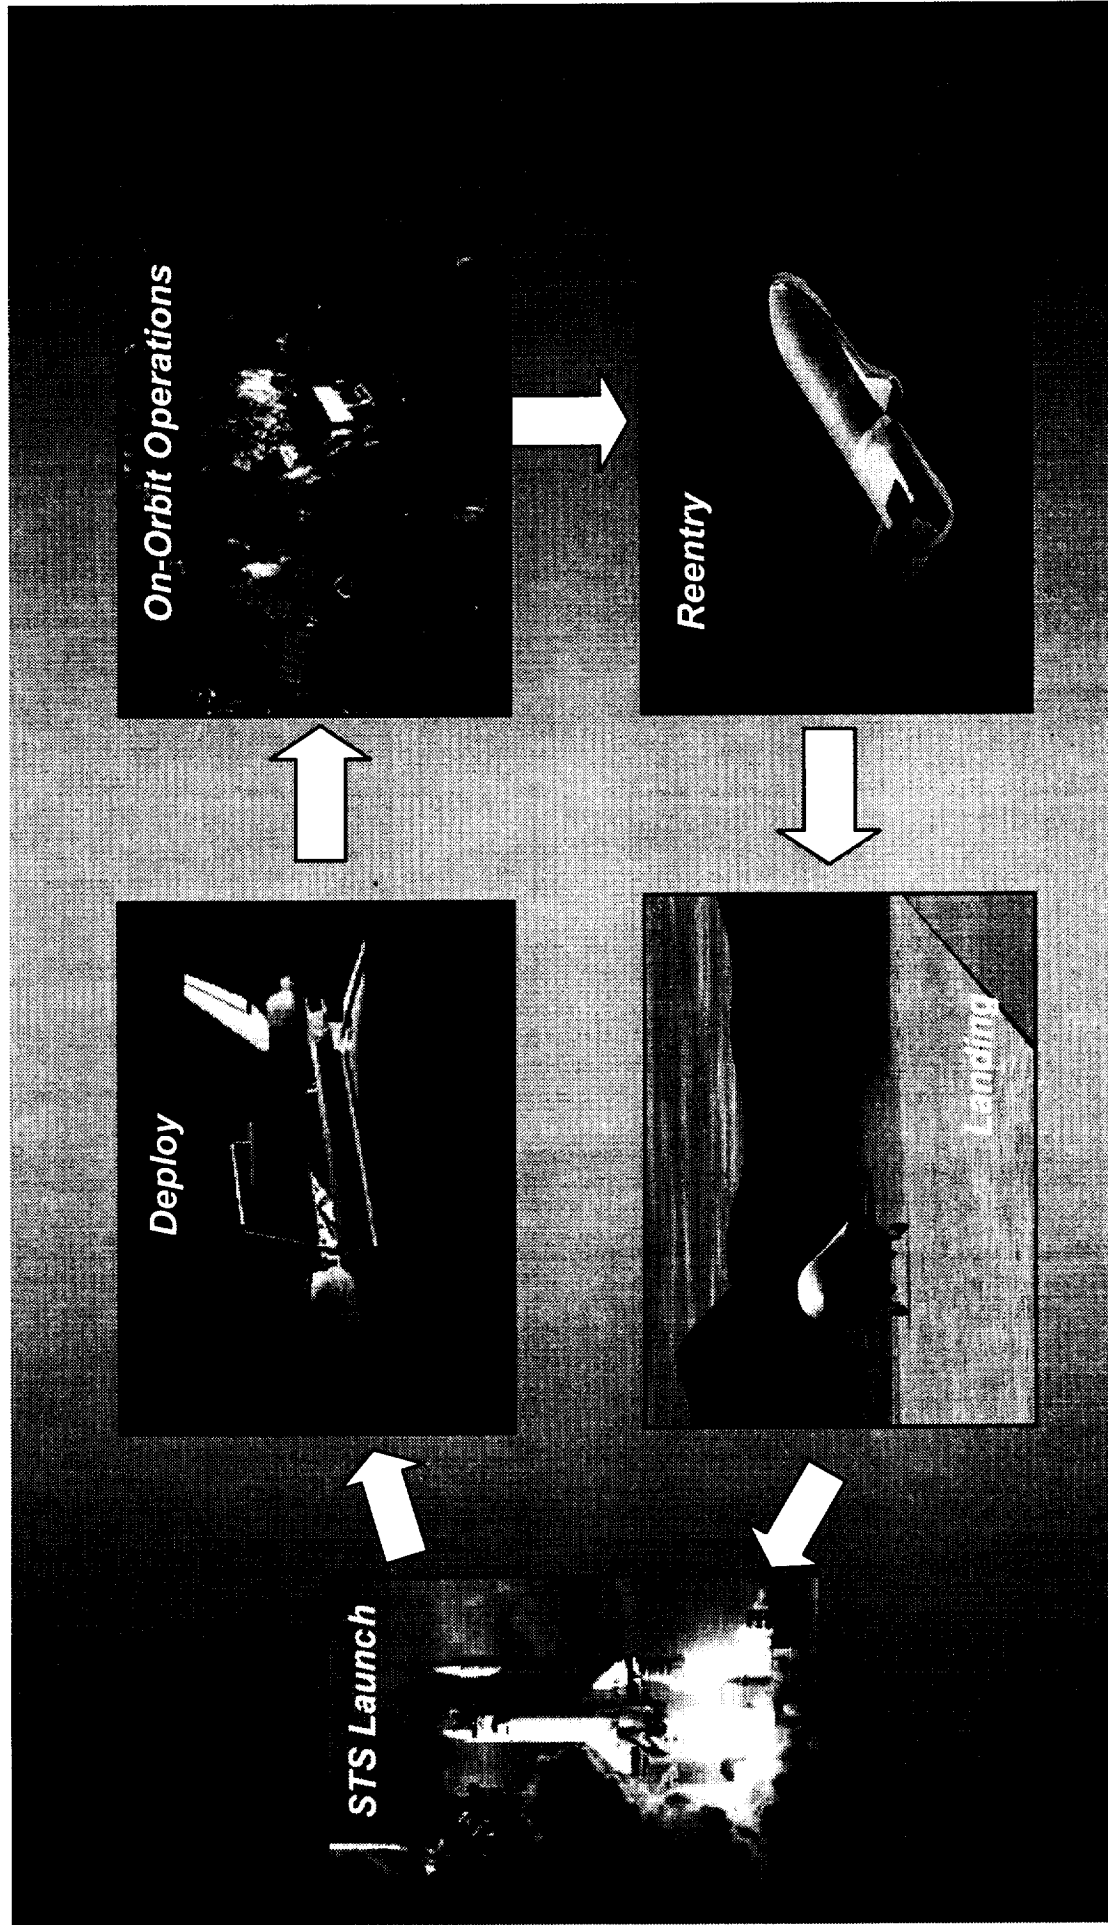 STS Launch
Deploy
On-Orbit Operations
Reentry
Landing